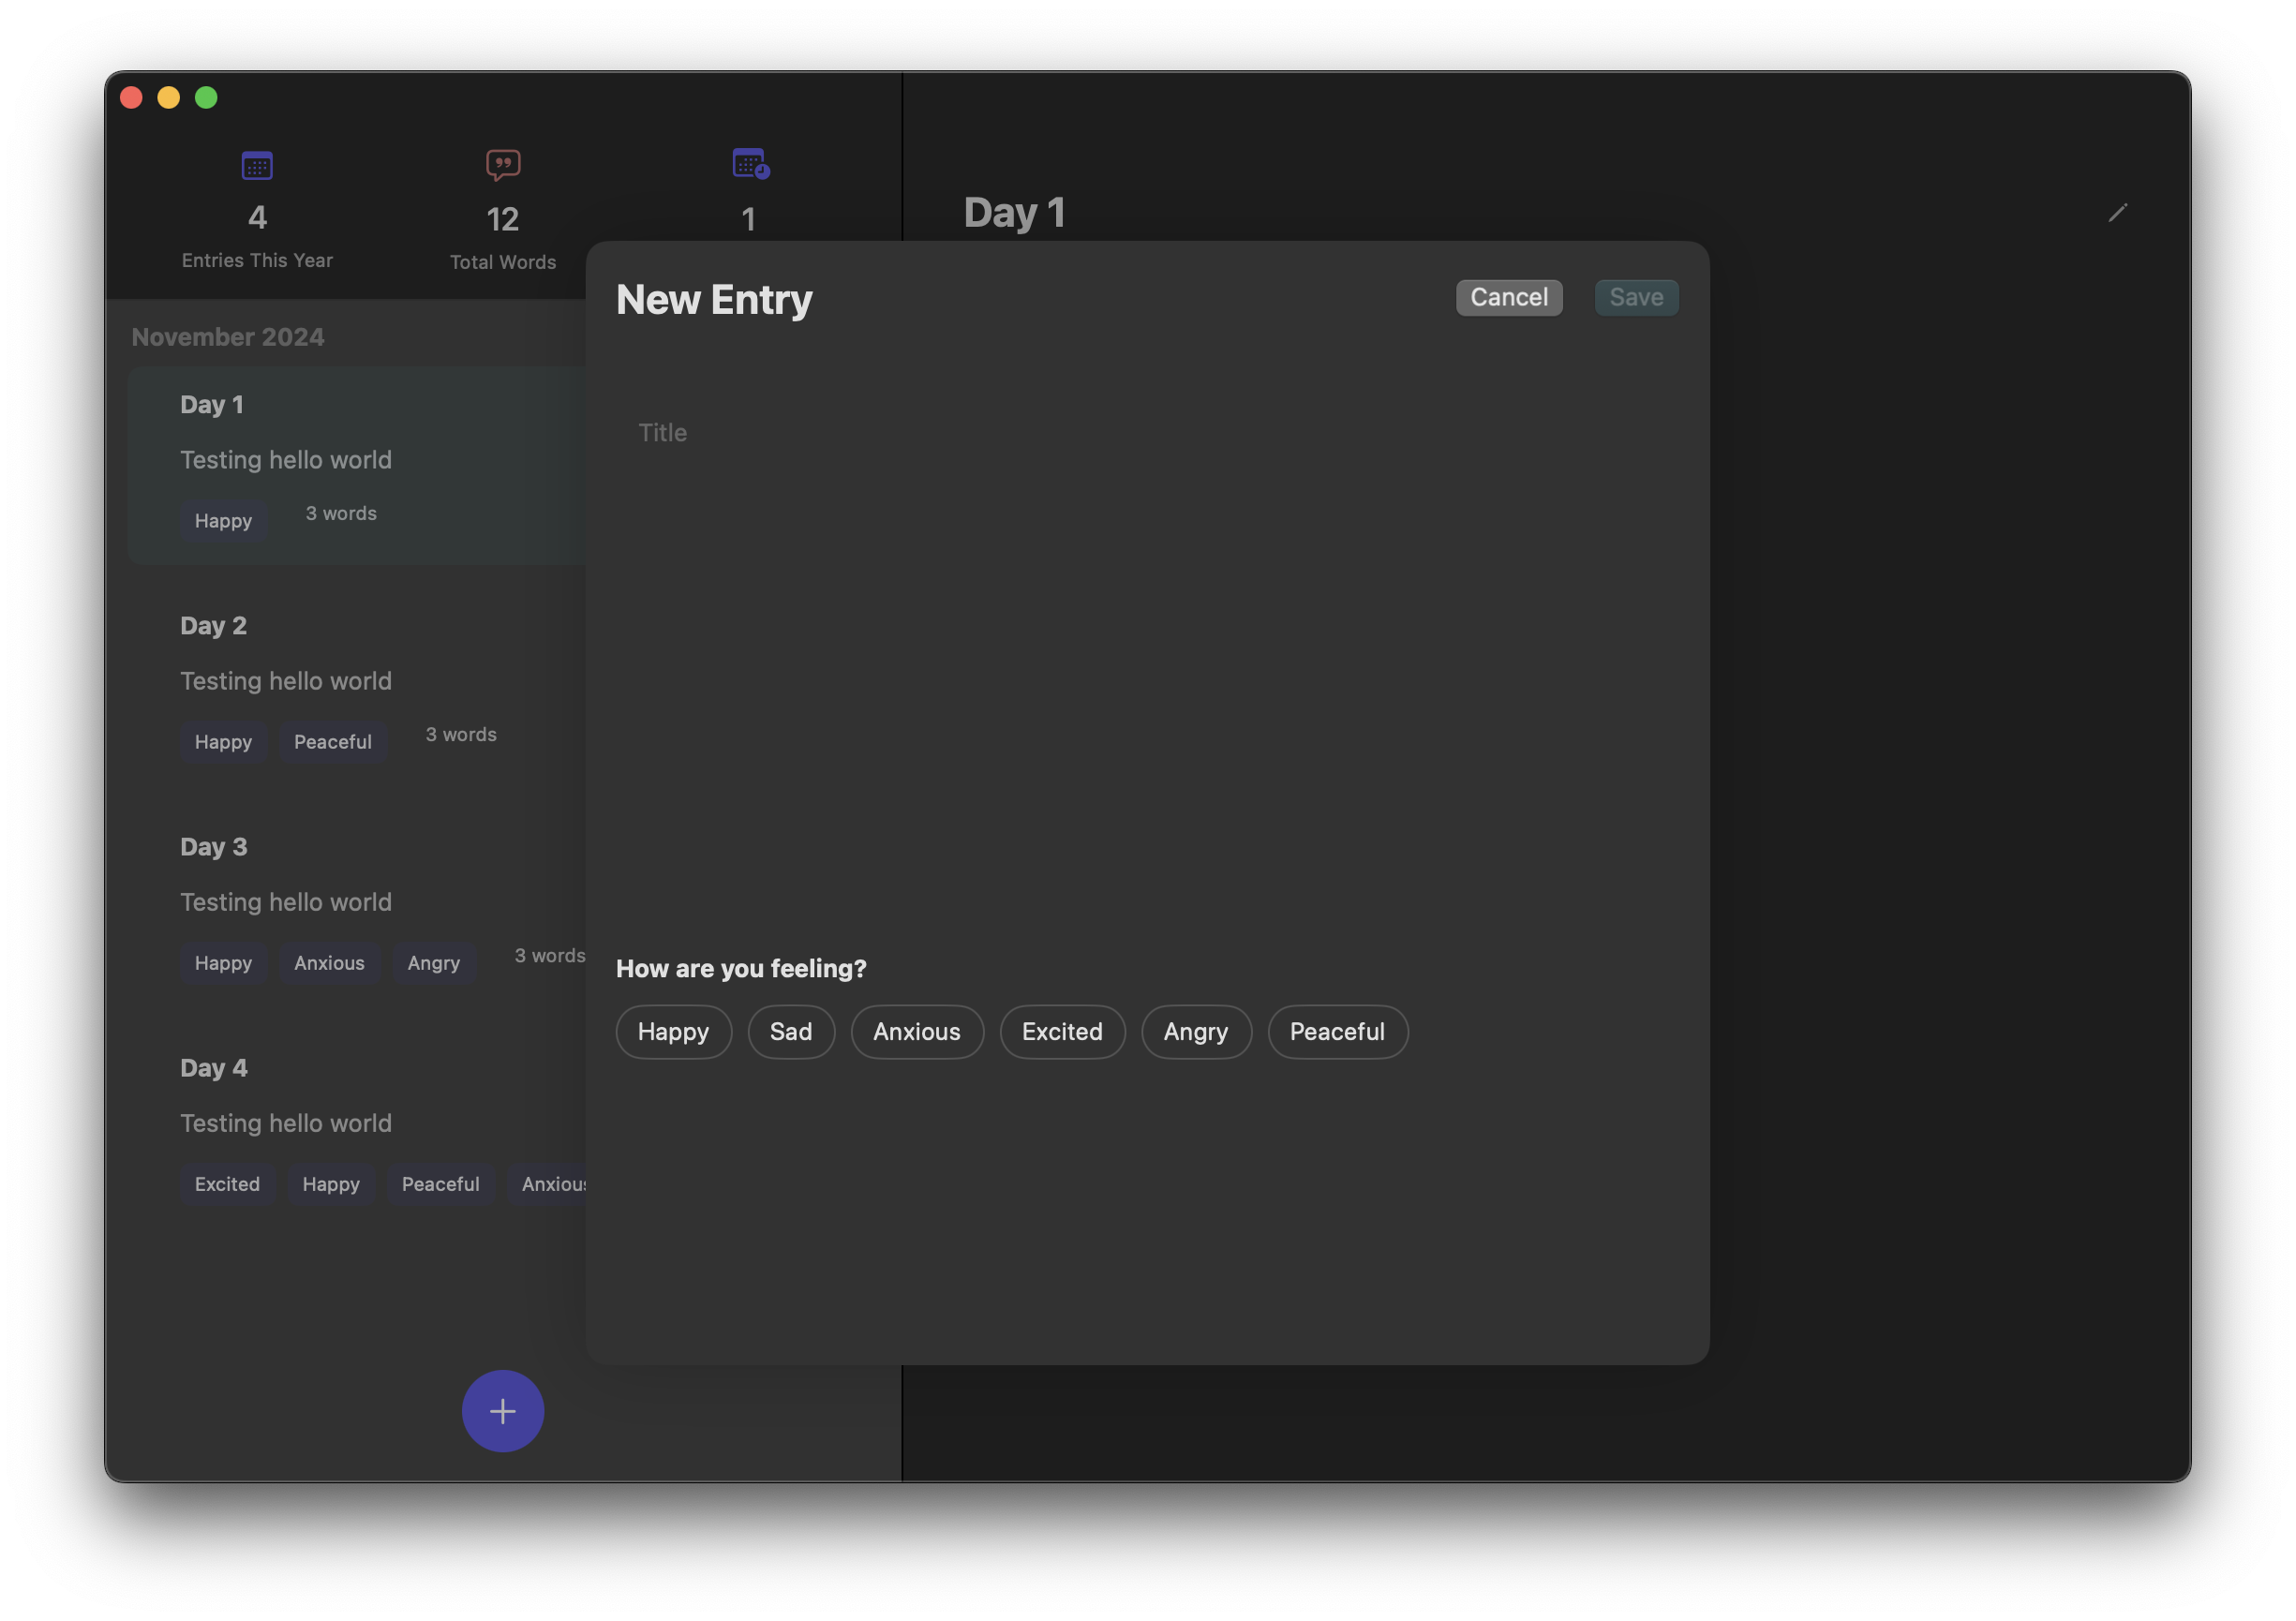 4
Entries This Year
12
Total Words
1
November 2024
Day 1
Testing hello world
Happy
3 words
Day 2
Testing hello world
Happy
Peaceful
3 words
Day 3
Testing hello world
Happy
Anxious
Angry
3 words
Day 4
Testing hello world
Excited
Happy
Peaceful
Anxious
Day 1
New Entry
Cancel
Save
Title
How are you feeling?
Happy
Sad
Anxious
Excited
Angry
Peaceful